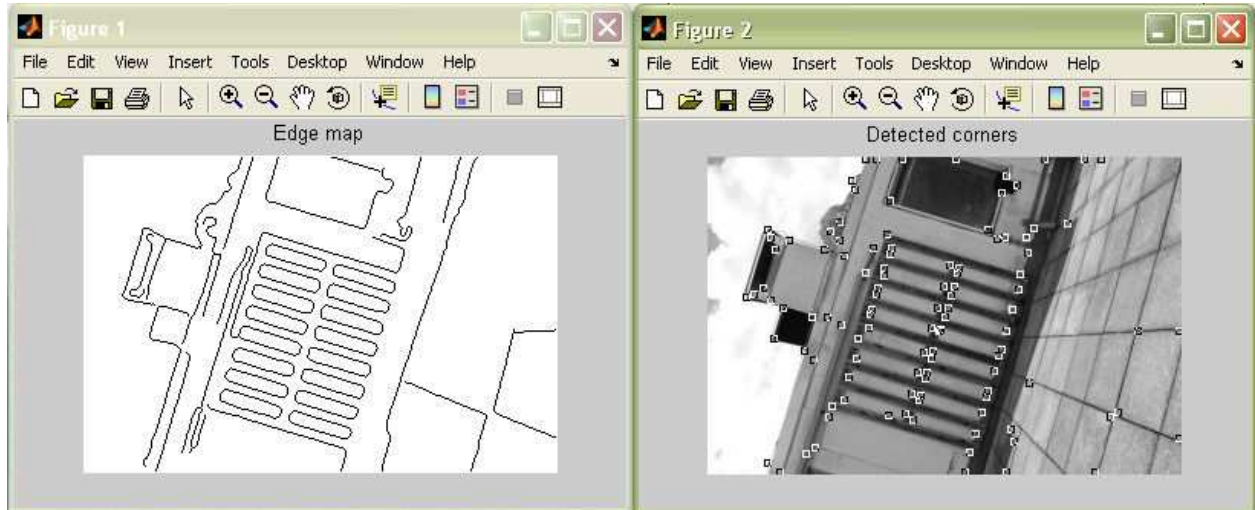 Figure 1
File Edit View Insert Tools Desktop Window Help
Edge map
Figure 2
File Edit View Insert Tools Desktop Window Help
Detected corners